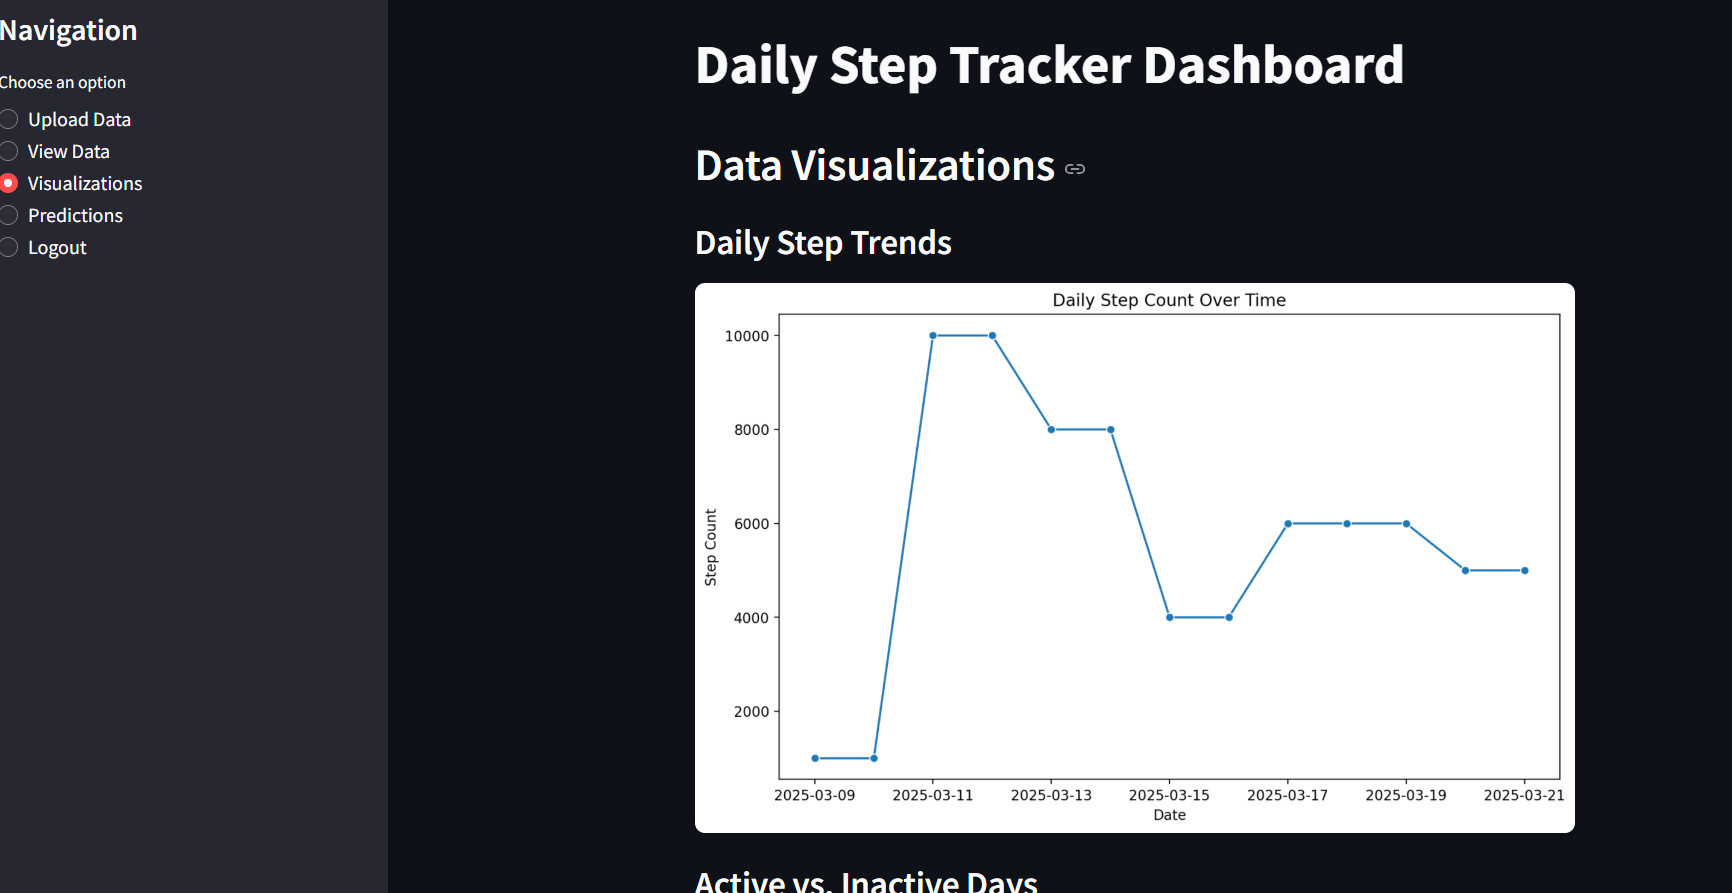 Navigation
Choose an option
Upload Data
View Data
Visualizations
Predictions
Logout
Daily Step Tracker Dashboard
Data Visualizations
Daily Step Trends
Daily Step Count Over Time
10000
8000
6000
4000
2000
Step Count
2025-03-09 2025-03-11 2025-03-13 2025-03-15 2025-03-17 2025-03-19 2025-03-21
Date
Active vs. Inactive Days